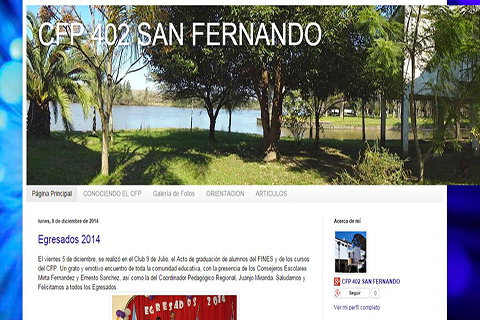 CFP 402 SAN FERNANDO
Página Principal CONOCIENDO EL CFP Galería de Fotos ORIENTACION ARTICULOS
lunes, 8 de diciembre de 2014
Egresados 2014
El viernes 5 de diciembre, se realizó en el Club 9 de Julio, el Acto de graduación de alumnos del FINES y de los cursos
del CFP. Un grato y emotivo encuentro de toda la comunidad educativa, con la presencia de los Consejeros Escolares
Mirta Fernandez y Ernesto Sanchez, así como la del Coordinador Pedagógico Regional, Juanjo Miranda. Saludamos y
Felicitamos a todos los Egresados.
EGRESADOS 2014
Acerca de mí
CFP 402 SAN FERNANDO
Seguir 0
Ver mi perfil completo